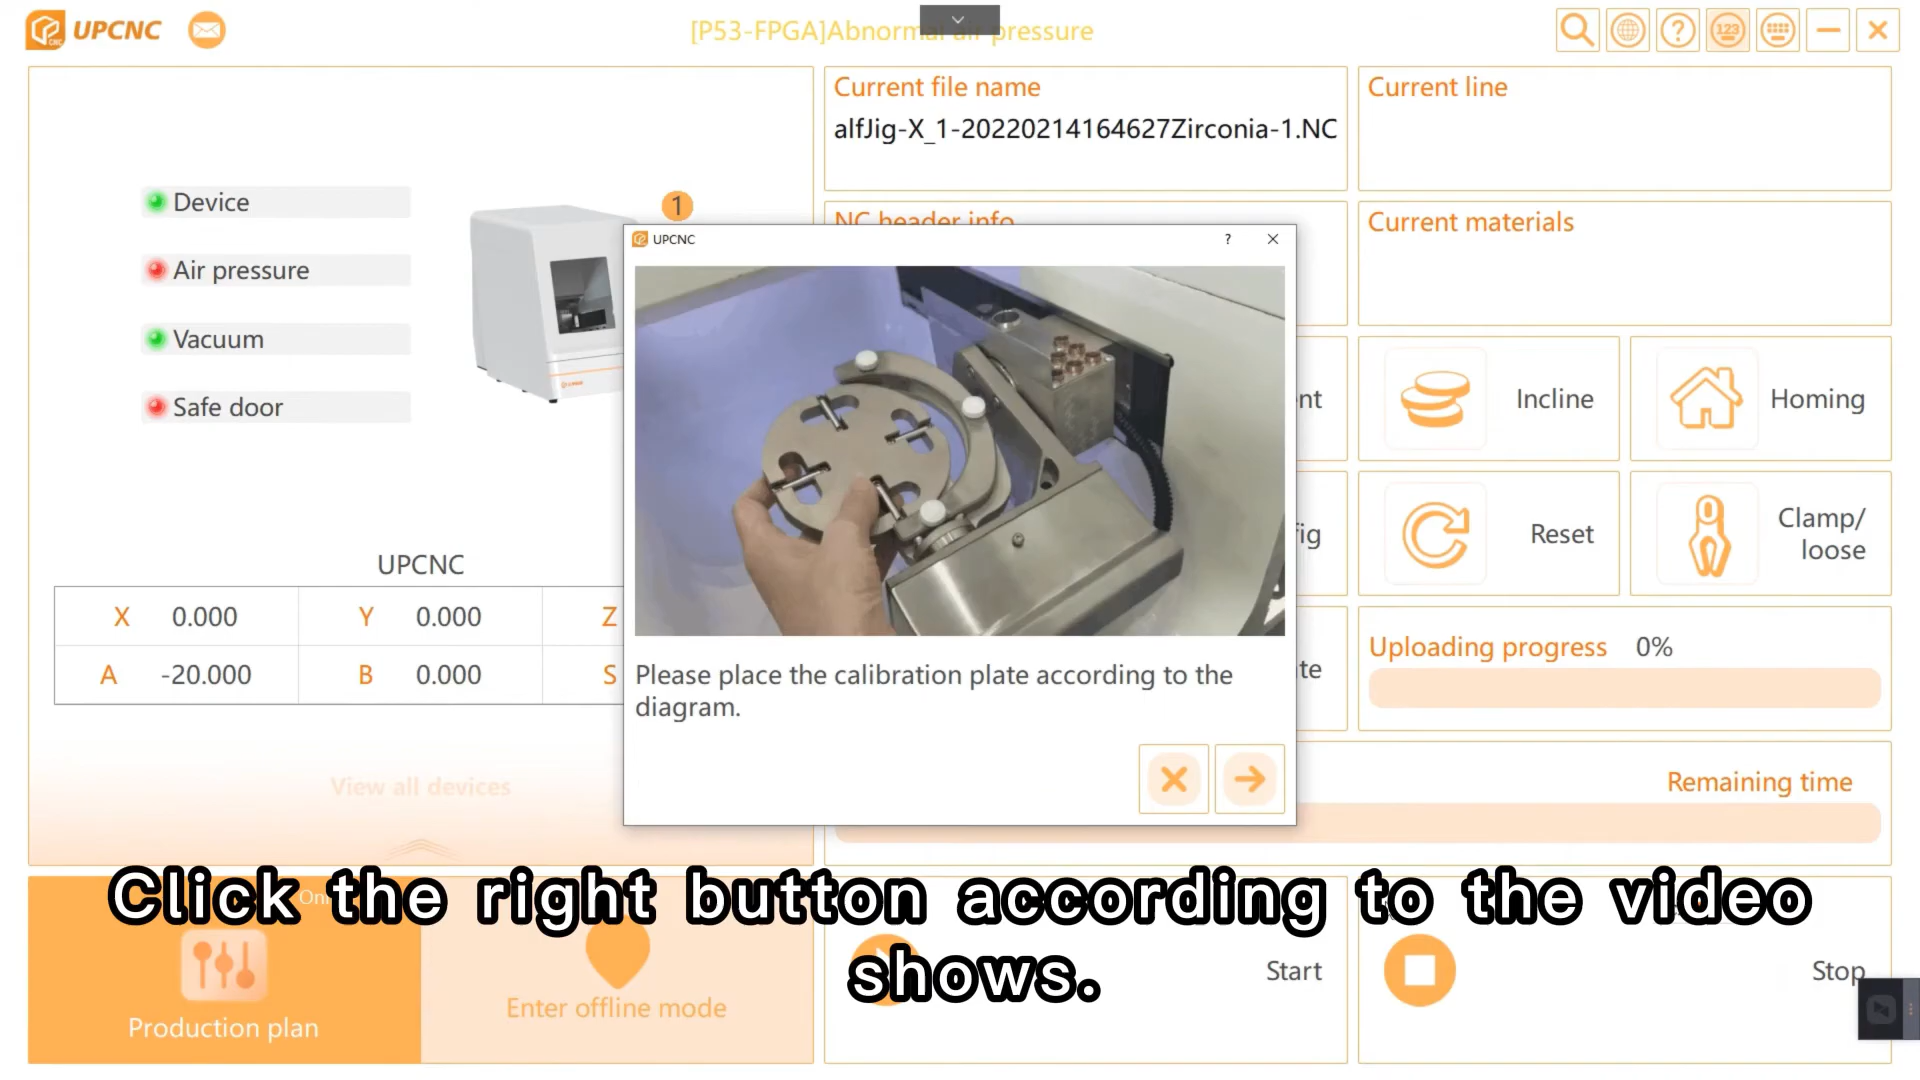 UPCNC
[P53-FPGA]Abnormal air pressure
123
Current file name
alfJig-X_1-20220214164627Zirconia-1.NC
Current line
Device
Air pressure
Vacuum
Safe door
1
NC header info
Current materials
UPCNC
?
Please place the calibration plate according to the
diagram.
Incline
Homing
Reset
Clamp/
loose
UPCNC
X 0.000 Y 0.000 Z
A -20.000 B 0.000 S
Uploading progress 0%
View all devices
Remaining time
Click the right button according to the video
shows.
Production plan
Enter offline mode
Start
Stop